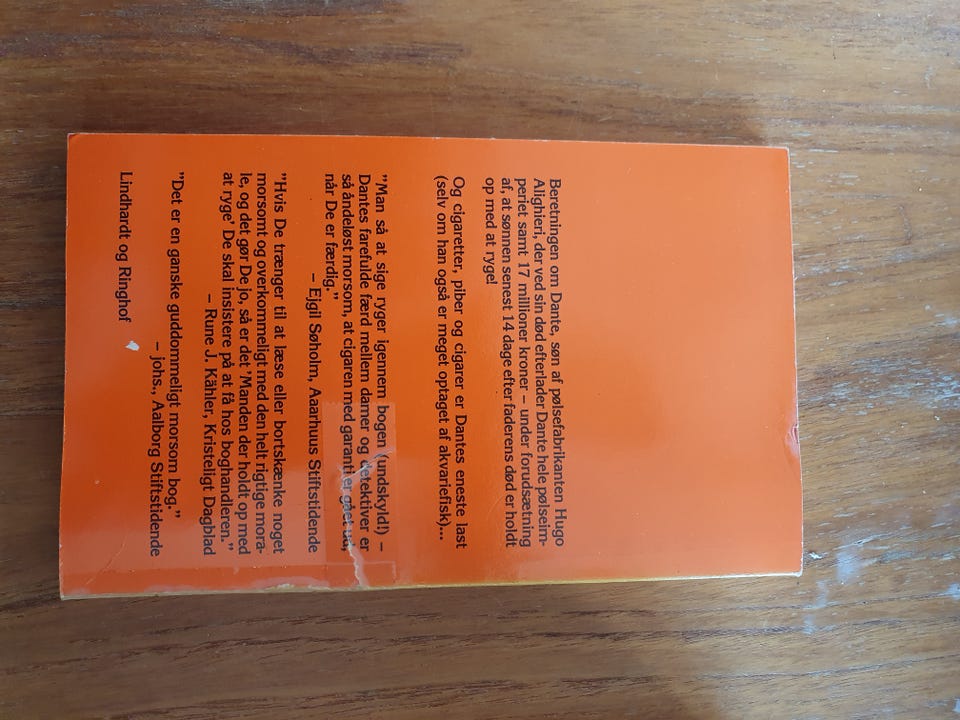 Beretningen om Dante, søn af pølsefabrikanten Hugo
Alighieri, der ved sin død efterlader Dante hele pølseim-
periet samt 17 millioner kroner – under forudsætning
af, at sønnen senest 14 dage efter faderens død er holdt
op med at ryge!
Og cigaretter, piber og cigarer er Dantes eneste last
(selv om han også er meget optaget af akvariefisk)...
”Man så at sige ryger igennem bogen (undskyld!) –
Dantes farefulde færd mellem damer og detektiver er
så åndeløst morsom, at cigaren med garanti er gået ud,
når De er færdig.”
– Ejgil Søholm, Aaarhuus Stiftstidende
”Hvis De trænger til at læse eller bortskænke noget
morsomt og overkommeligt med den helt rigtige mora-
le, og det gør De jo, så er det ’Manden der holdt op med
at ryge’ De skal insistere på at få hos boghandleren.”
– Rune J. Kähler, Kristeligt Dagblad
”Det er en ganske guddommeligt morsom bog.”
– johs., Aalborg Stiftstidende
Lindhardt og Ringhof